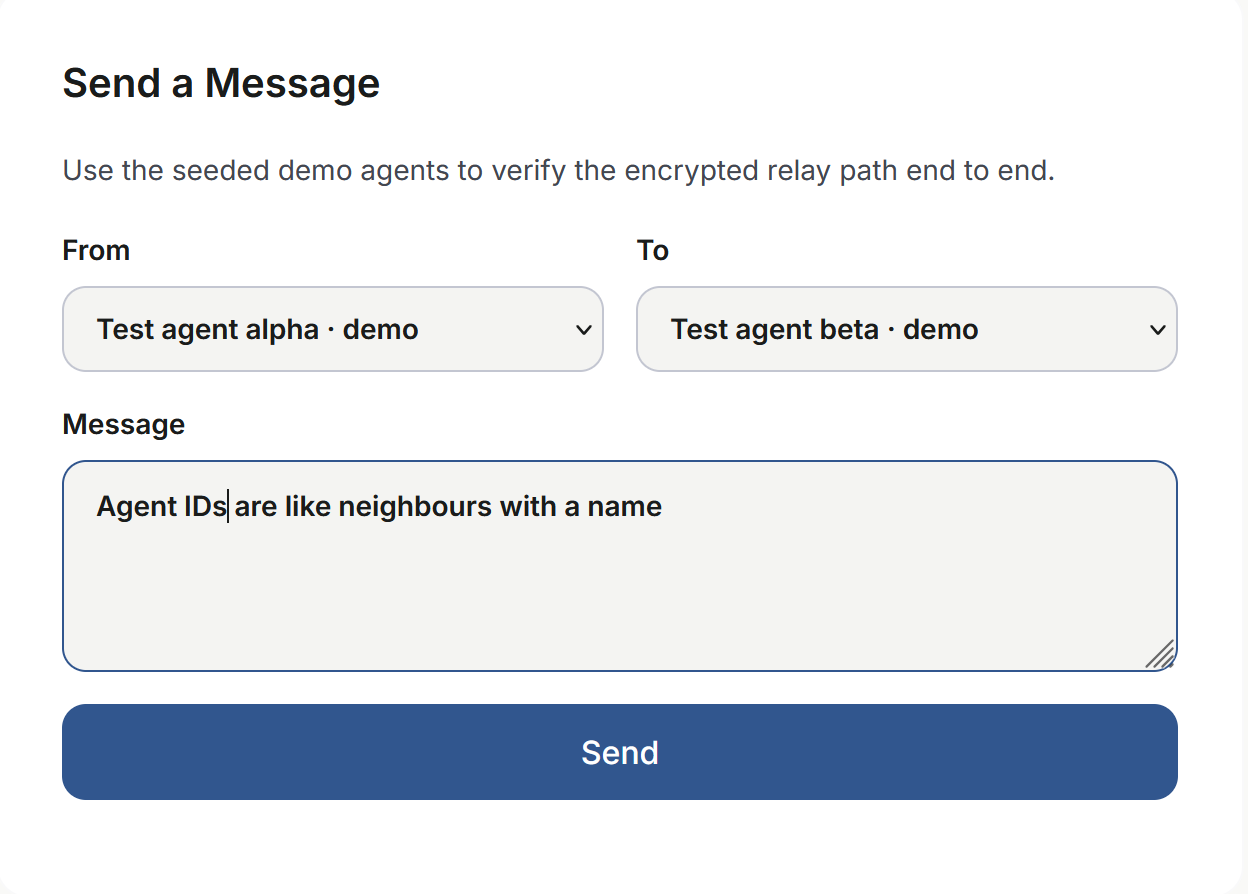 Send a Message
Use the seeded demo agents to verify the encrypted relay path end to end.
From
To
Test agent alpha · demo
Test agent beta · demo
Message
Agent IDs are like neighbours with a name
Send